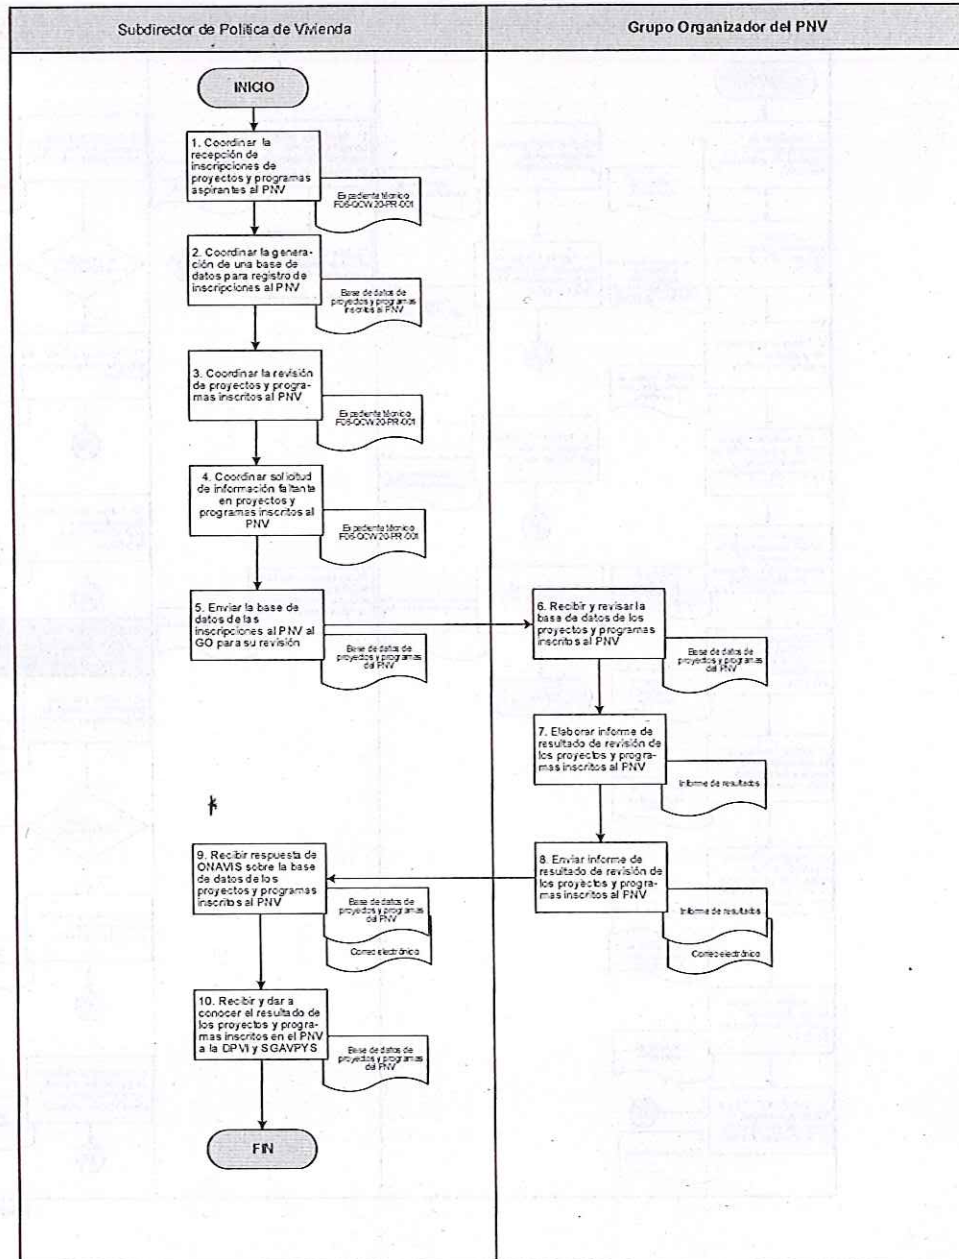 Subdirector de Política de Vivienda
Grupo Organizador del PNV
INICIO
1. Coordinar la
recepción de
inscripciones de
proyectos y programas
aspirantes al PNV
Expediente técnico
F06-QCW20-PR-001
2. Coordinar la genera-
ción de una base de
datos para registro de
inscripciones al PNV
Base de datos de
proyectos y programas
inscritos al PNV
3. Coordinar la revisión
de proyectos y progra-
mas inscritos al PNV
Expediente técnico
F06-QCW20-PR-001
4. Coordinar solicitud
de información faltante
en proyectos y
programas inscritos al
PNV
Expediente técnico
F06-QCW20-PR-001
5. Enviar la base de
datos de las
inscripciones al PNV al
GO para su revisión
Base de datos de
proyectos y programas
del PNV
6. Recibir y revisar la
base de datos de los
proyectos y programas
inscritos al PNV
Base de datos de
proyectos y programas
del PNV
7. Elaborar informe de
resultado de revisión de
los proyectos y progra-
mas inscritos al PNV
Informe de resultados
8. Enviar informe de
resultado de revisión de
los proyectos y progra-
mas inscritos al PNV
Informe de resultados
Correo electrónico
9. Recibir respuesta de
ONAVIS sobre la base
de datos de los
proyectos y programas
inscritos al PNV
Base de datos de
proyectos y programas
del PNV
Correo electrónico
10. Recibir y dar a
conocer el resultado de
los proyectos y progra-
mas inscritos en el PNV
a la DPVI y SGAVPYS
Base de datos de
proyectos y programas
del PNV
FIN